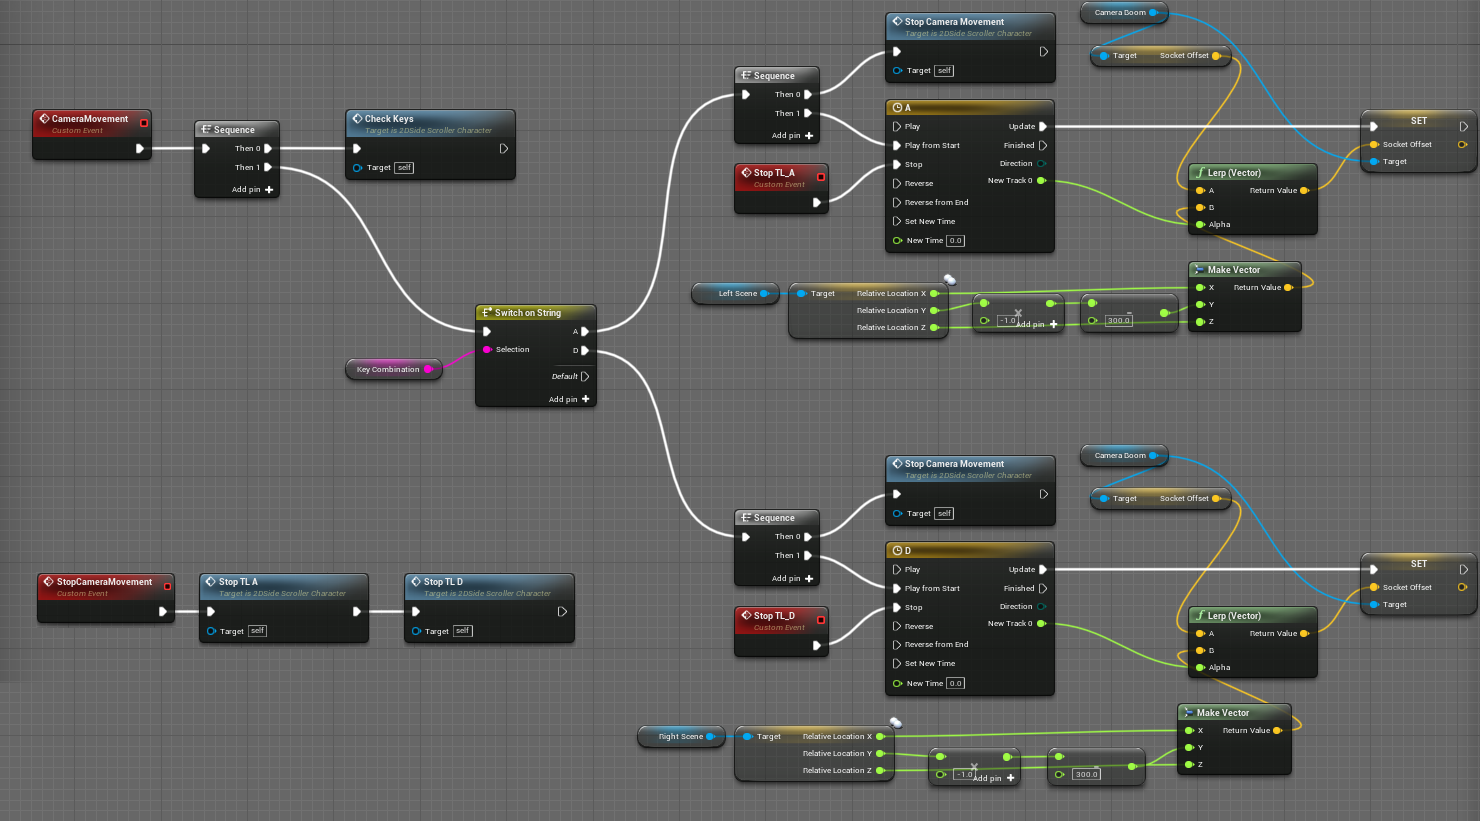 CameraMovement
Custom Event
Sequence
Then 0
Then 1
Add pin
Check Keys
Target is 2DSide Scroller Character
Target self
Key Combination
Switch on String
A
Selection D
Default
Add pin
Sequence
Then 0
Then 1
Add pin
Stop Camera Movement
Target is 2DSide Scroller Character
Target self
Stop TL_A
Custom Event
A
Play Update
Play from Start Finished
Stop Direction
Reverse New Track 0
Reverse from End
Set New Time
New Time 0.0
Camera Boom
Target Socket Offset
SET
Socket Offset
Target
Lerp (Vector)
A Return Value
B
Alpha
Left Scene
Target Relative Location X
Relative Location Y
Relative Location Z
-1.0 Add pin
300.0
Make Vector
X Return Value
Y
Z
StopCameraMovement
Custom Event
Stop TL A
Target is 2DSide Scroller Character
Target self
Stop TL D
Target is 2DSide Scroller Character
Target self
Sequence
Then 0
Then 1
Add pin
Stop Camera Movement
Target is 2DSide Scroller Character
Target self
Stop TL_D
Custom Event
D
Play Update
Play from Start Finished
Stop Direction
Reverse New Track 0
Reverse from End
Set New Time
New Time 0.0
Camera Boom
Target Socket Offset
SET
Socket Offset
Target
Lerp (Vector)
A Return Value
B
Alpha
Right Scene
Target Relative Location X
Relative Location Y
Relative Location Z
-1.0 Add pin
300.0
Make Vector
X Return Value
Y
Z